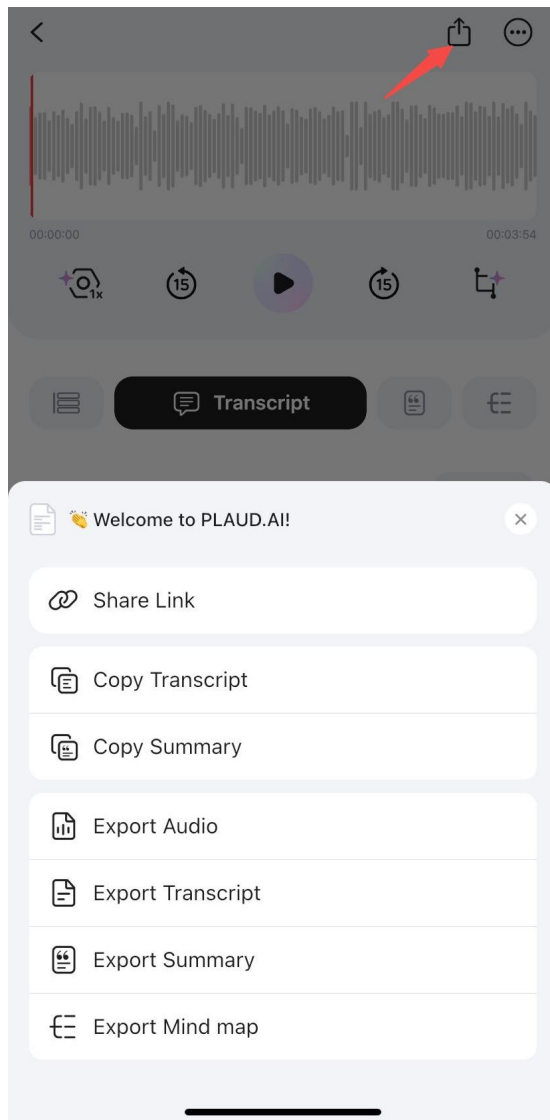 00:00:00
00:03:54
1x
15
15
Transcript
👏 Welcome to PLAUD.AI!
Share Link
Copy Transcript
Copy Summary
Export Audio
Export Transcript
Export Summary
Export Mind map